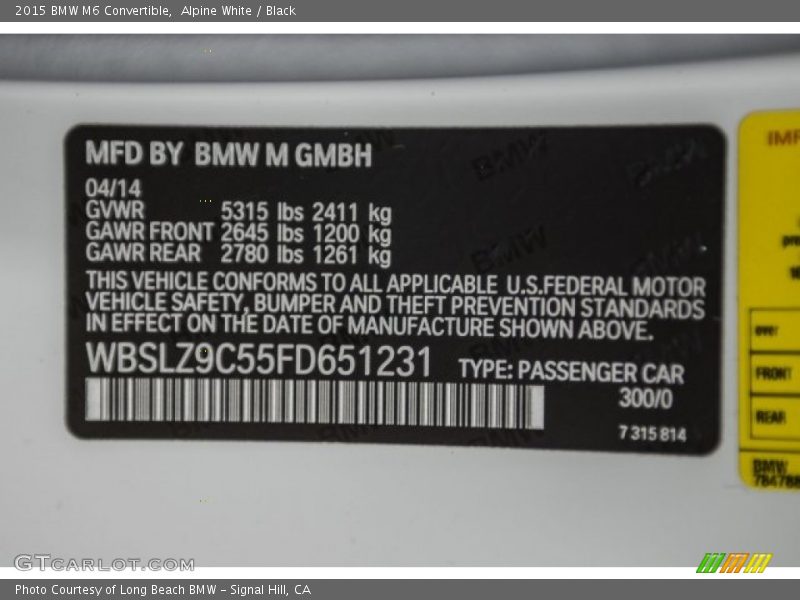 2015 BMW M6 Convertible, Alpine White / Black
MFD BY BMW M GMBH
04/14
GVWR 5315 lbs 2411 kg
GAWR FRONT 2645 lbs 1200 kg
GAWR REAR 2780 lbs 1261 kg
THIS VEHICLE CONFORMS TO ALL APPLICABLE U.S.FEDERAL MOTOR
VEHICLE SAFETY, BUMPER AND THEFT PREVENTION STANDARDS
IN EFFECT ON THE DATE OF MANUFACTURE SHOWN ABOVE.
WBSLZ9C55FD651231 TYPE: PASSENGER CAR
300/0
7 315 814
FRONT
REAR
BMW
GTCARLOT.COM
Photo Courtesy of Long Beach BMW – Signal Hill, CA